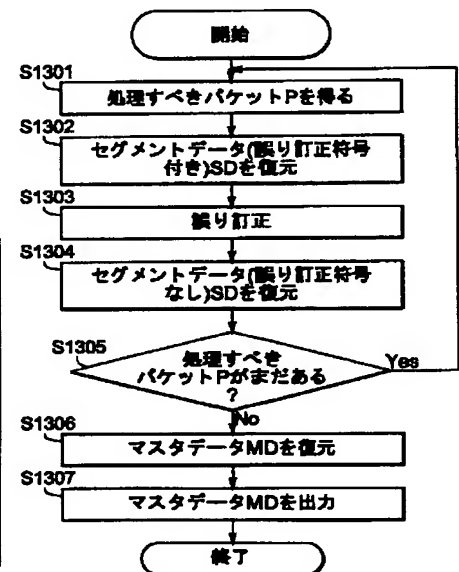 開始
S1301
処理すべきパケットPを得る
S1302
セグメントデータ(誤り訂正符号
付き)SDを復元
S1303
誤り訂正
S1304
セグメントデータ(誤り訂正符号
なし)SDを復元
S1305
処理すべき
パケットPがまだある
?
Yes
No
S1306
マスタデータMDを復元
S1307
マスタデータMDを出力
終了